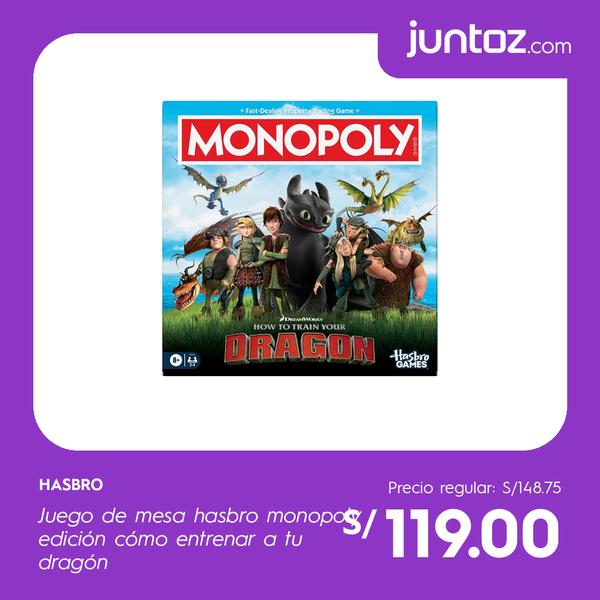 juntoz.com
+ Fast-Dealing Property Trading Game +
MONOPOLY
DREAMWORKS
HOW TO TRAIN YOUR
DRAGON
8+
Hasbro
GAMES
HASBRO
Juego de mesa hasbro monopoly
edición cómo entrenar a tu
dragón
Precio regular: S/148.75
S/119.00